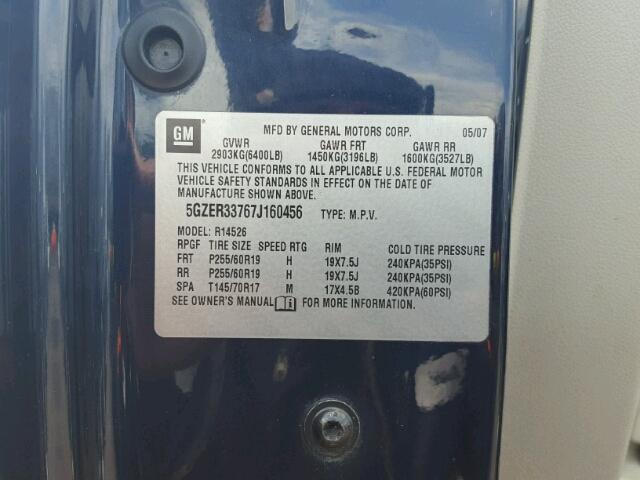 GM
MFD BY GENERAL MOTORS CORP. 05/07
GVWR GAWR FRT GAWR RR
2903KG(6400LB) 1450KG(3196LB) 1600KG(3527LB)
THIS VEHICLE CONFORMS TO ALL APPLICABLE U.S. FEDERAL MOTOR
VEHICLE SAFETY STANDARDS IN EFFECT ON THE DATE OF
MANUFACTURE SHOWN ABOVE.
5GZER33767J160456 TYPE: M.P.V.
MODEL: R14526
RPGF TIRE SIZE SPEED RTG RIM COLD TIRE PRESSURE
FRT P255/60R19 H 19X7.5J 240KPA(35PSI)
RR P255/60R19 H 19X7.5J 240KPA(35PSI)
SPA T145/70R17 M 17X4.5B 420KPA(60PSI)
SEE OWNER'S MANUAL FOR MORE INFORMATION.